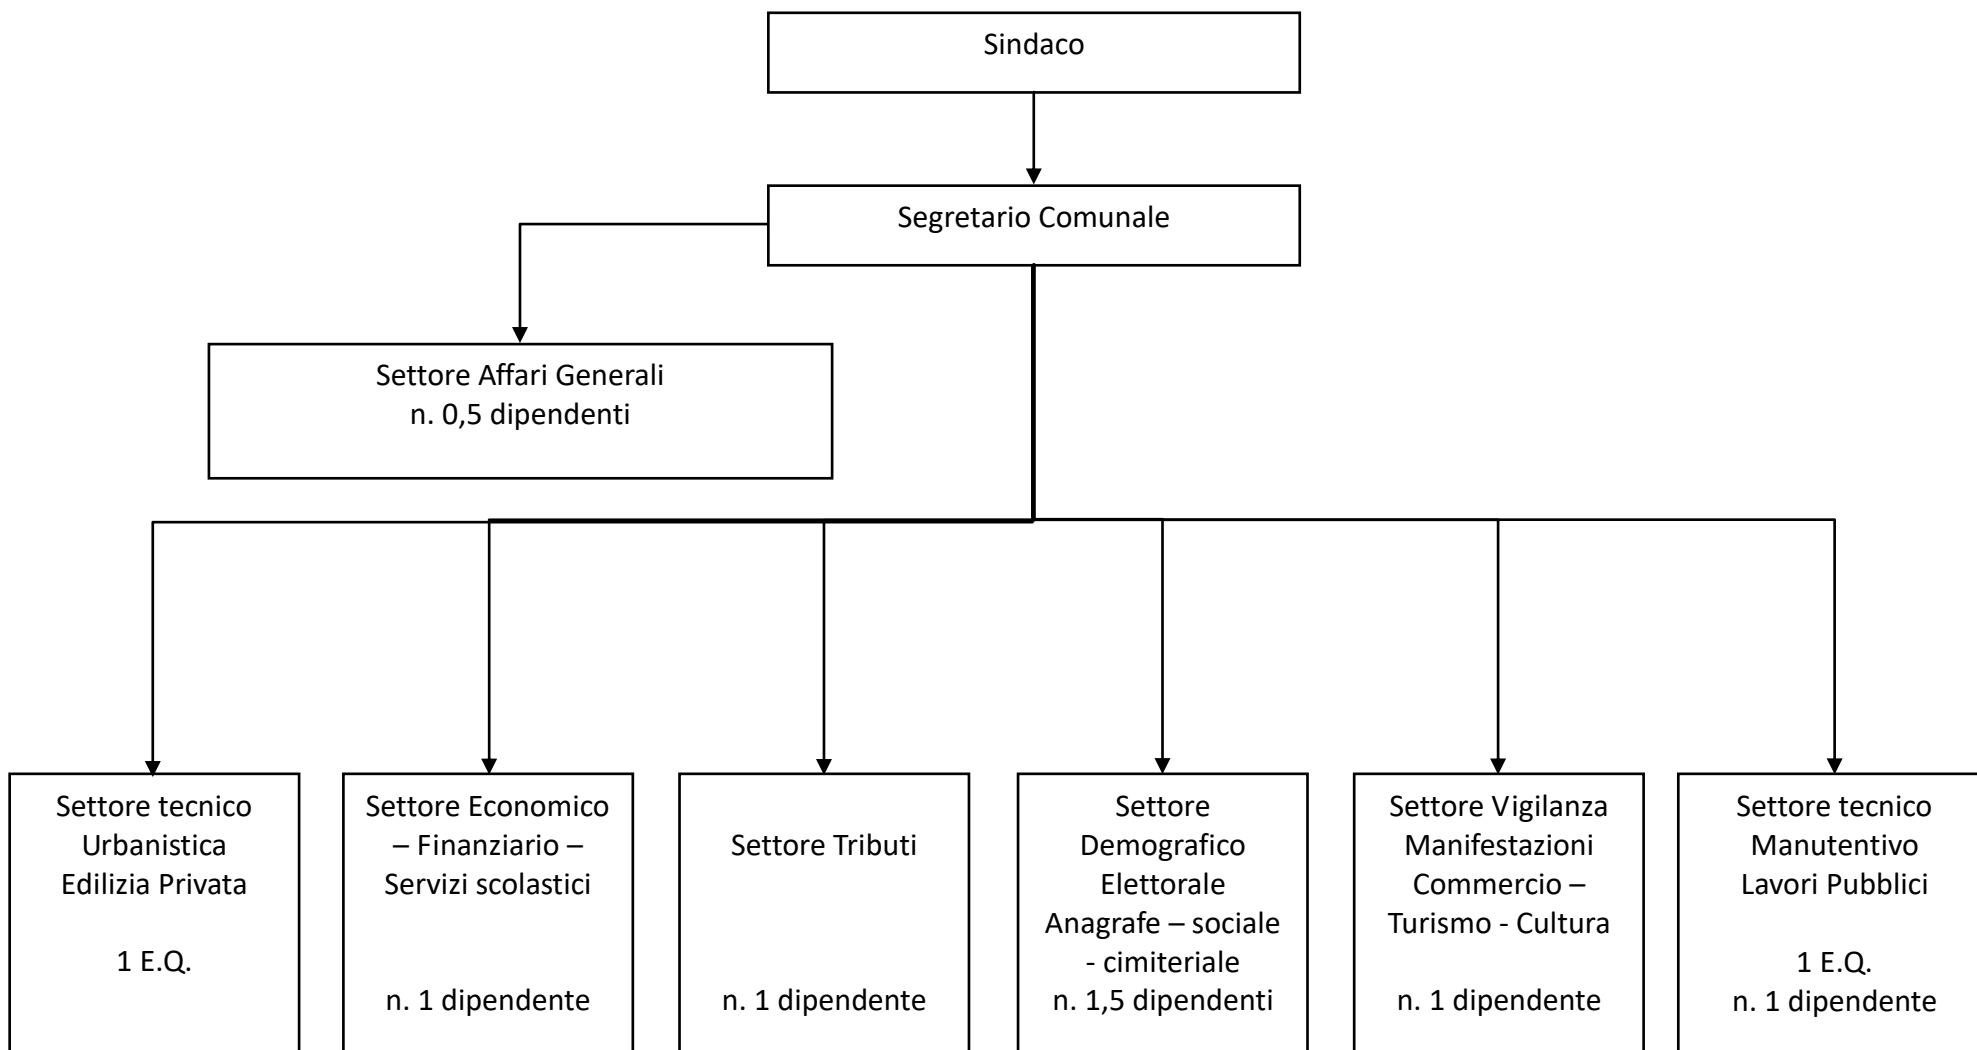 Sindaco
Segretario Comunale
Settore Affari Generali
n. 0,5 dipendenti
Settore tecnico
Urbanistica
Edilizia Privata
1 E.Q.
Settore Economico
– Finanziario –
Servizi scolastici
n. 1 dipendente
Settore Tributi
n. 1 dipendente
Settore
Demografico
Elettorale
Anagrafe – sociale
- cimiteriale
n. 1,5 dipendenti
Settore Vigilanza
Manifestazioni
Commercio –
Turismo - Cultura
n. 1 dipendente
Settore tecnico
Manutentivo
Lavori Pubblici
1 E.Q.
n. 1 dipendente